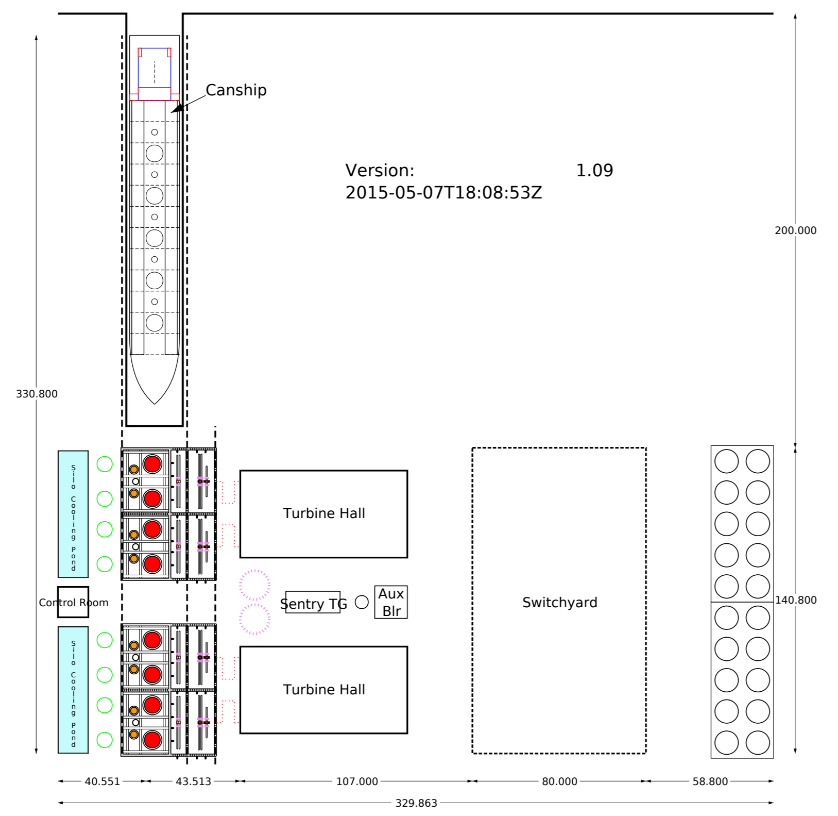 Canship
Version: 1.09
2015-05-07T18:08:53Z
200.000
330.800
Silo Cooling Pond
Turbine Hall
Control Room
Sentry TG
Aux
Blr
Switchyard
140.800
Silo Cooling Pond
Turbine Hall
40.551
43.513
107.000
80.000
58.800
329.863